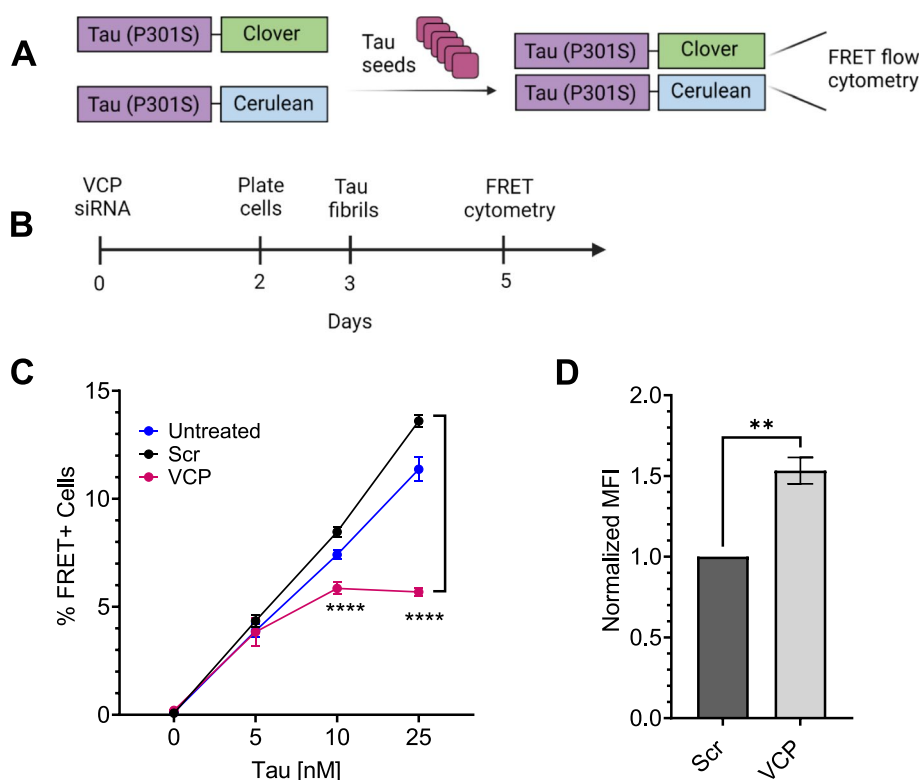 A
Tau (P301S)
Clover
Tau (P301S)
Cerulean
Tau
seeds
Tau (P301S)
Clover
Tau (P301S)
Cerulean
FRET flow
cytometry
B
VCP
siRNA
Plate
cells
Tau
fibrils
FRET
cytometry
0
2
3
5
Days
C
% FRET+ Cells
15
10
5
0
Untreated
Scr
VCP
****
****
0
5
10
25
Tau [nM]
D
Normalized MFI
2.0
1.5
1.0
0.5
0.0
**
Scr
VCP